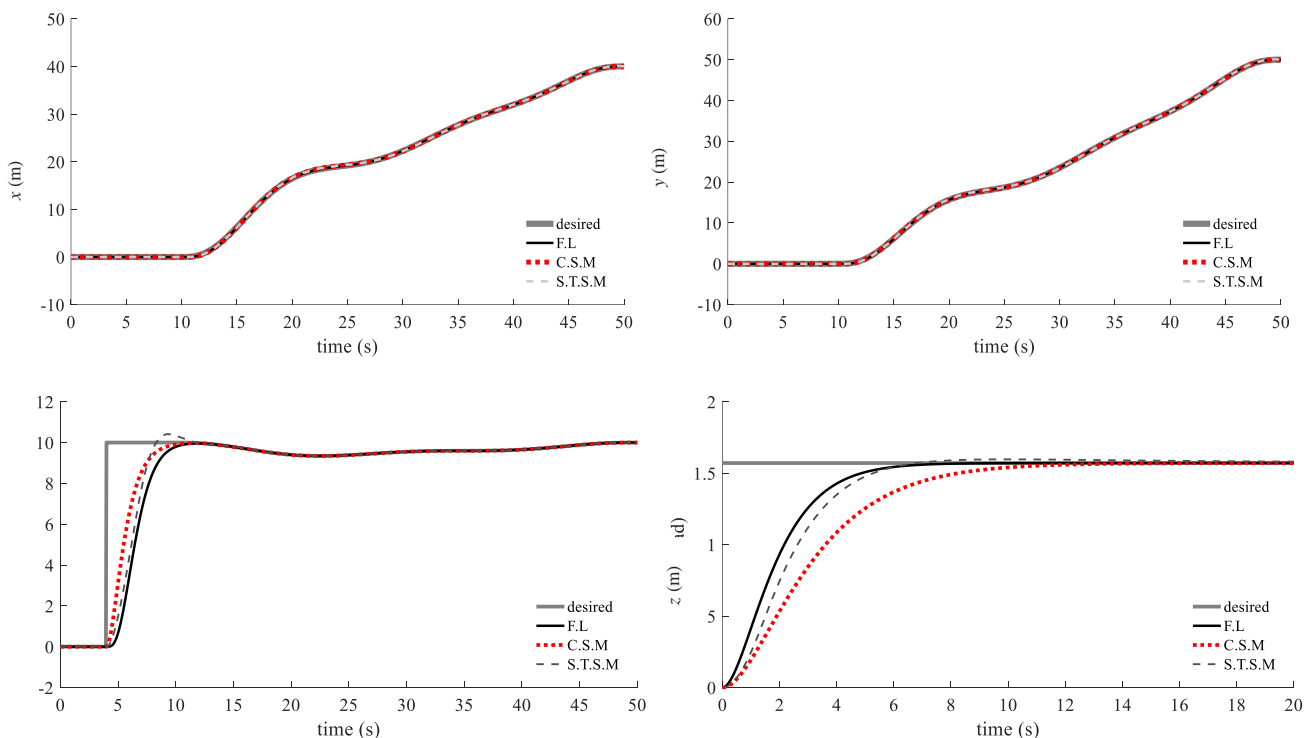 50
40
30
20
10
0
-10
x (m)
desired
F.L
C.S.M
S.T.S.M
0 5 10 15 20 25 30 35 40 45 50
time (s)
60
50
40
30
20
10
0
-10
y (m)
desired
F.L
C.S.M
S.T.S.M
0 5 10 15 20 25 30 35 40 45 50
time (s)
12
10
8
6
4
2
0
-2
desired
F.L
C.S.M
S.T.S.M
0 5 10 15 20 25 30 35 40 45 50
time (s)
2
1.5
1
5
0
z (m)
desired
F.L
C.S.M
S.T.S.M
0 2 4 6 8 10 12 14 16 18 20
time (s)